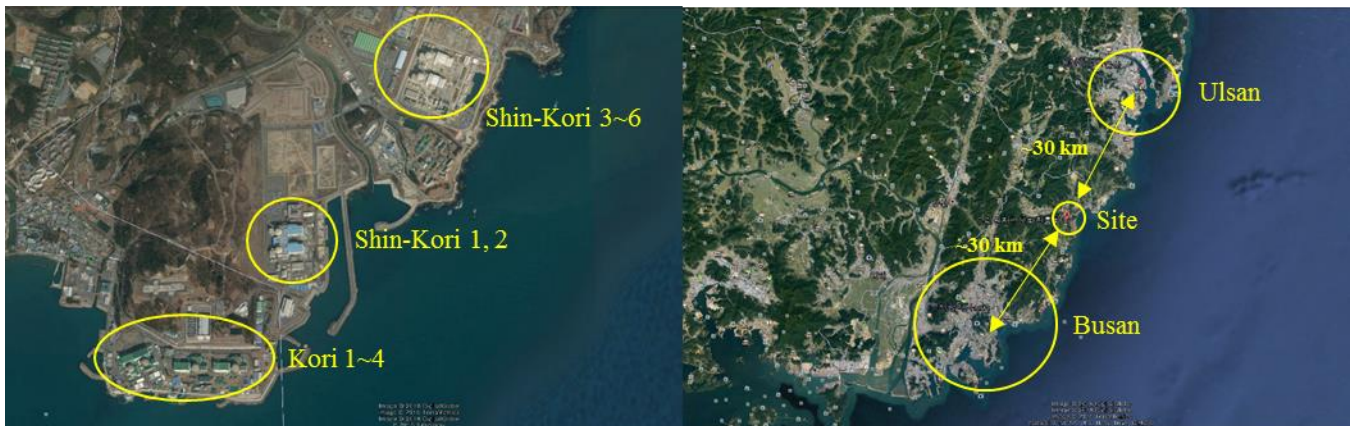 Shin-Kori 3~6
Shin-Kori 1, 2
Kori 1~4
Ulsan
~30 km
Site
~30 km
Busan